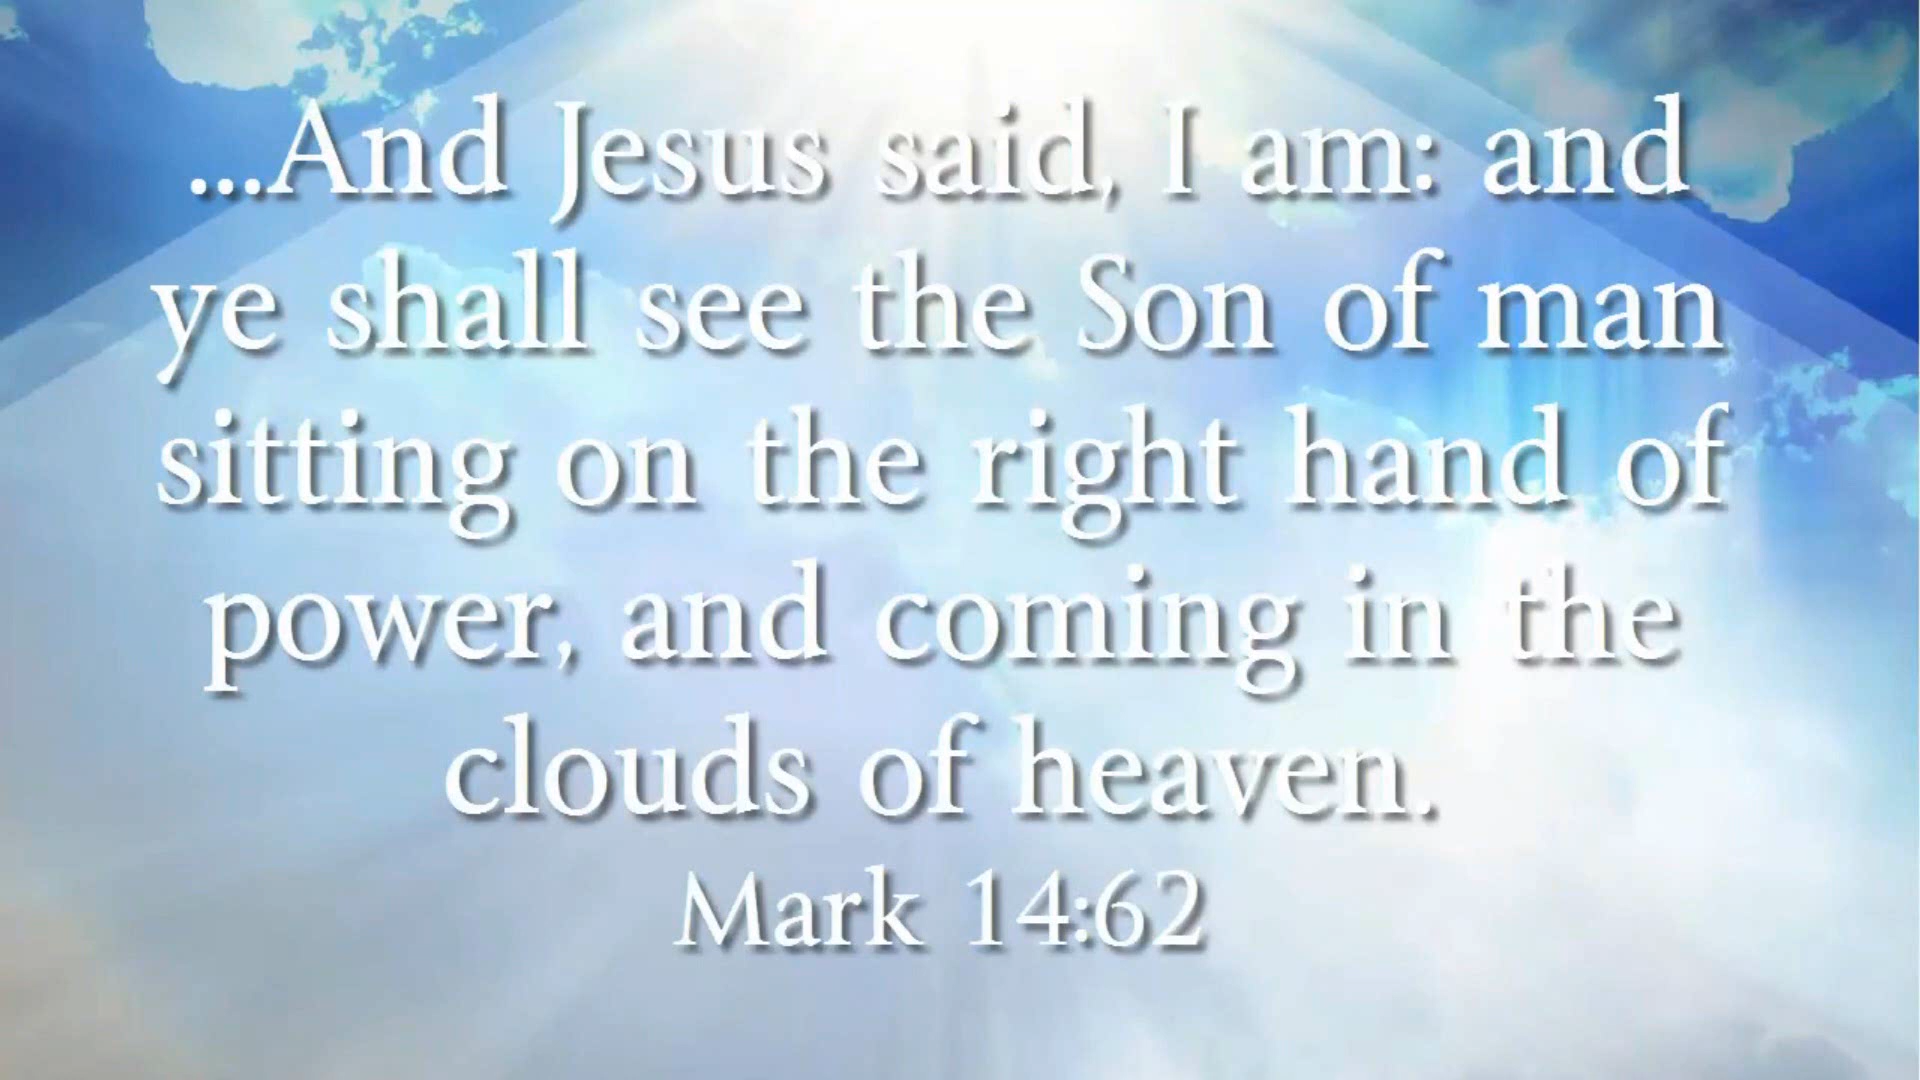 ...And Jesus said, I am: and
ye shall see the Son of man
sitting on the right hand of
power, and coming in the
clouds of heaven.
Mark 14:62